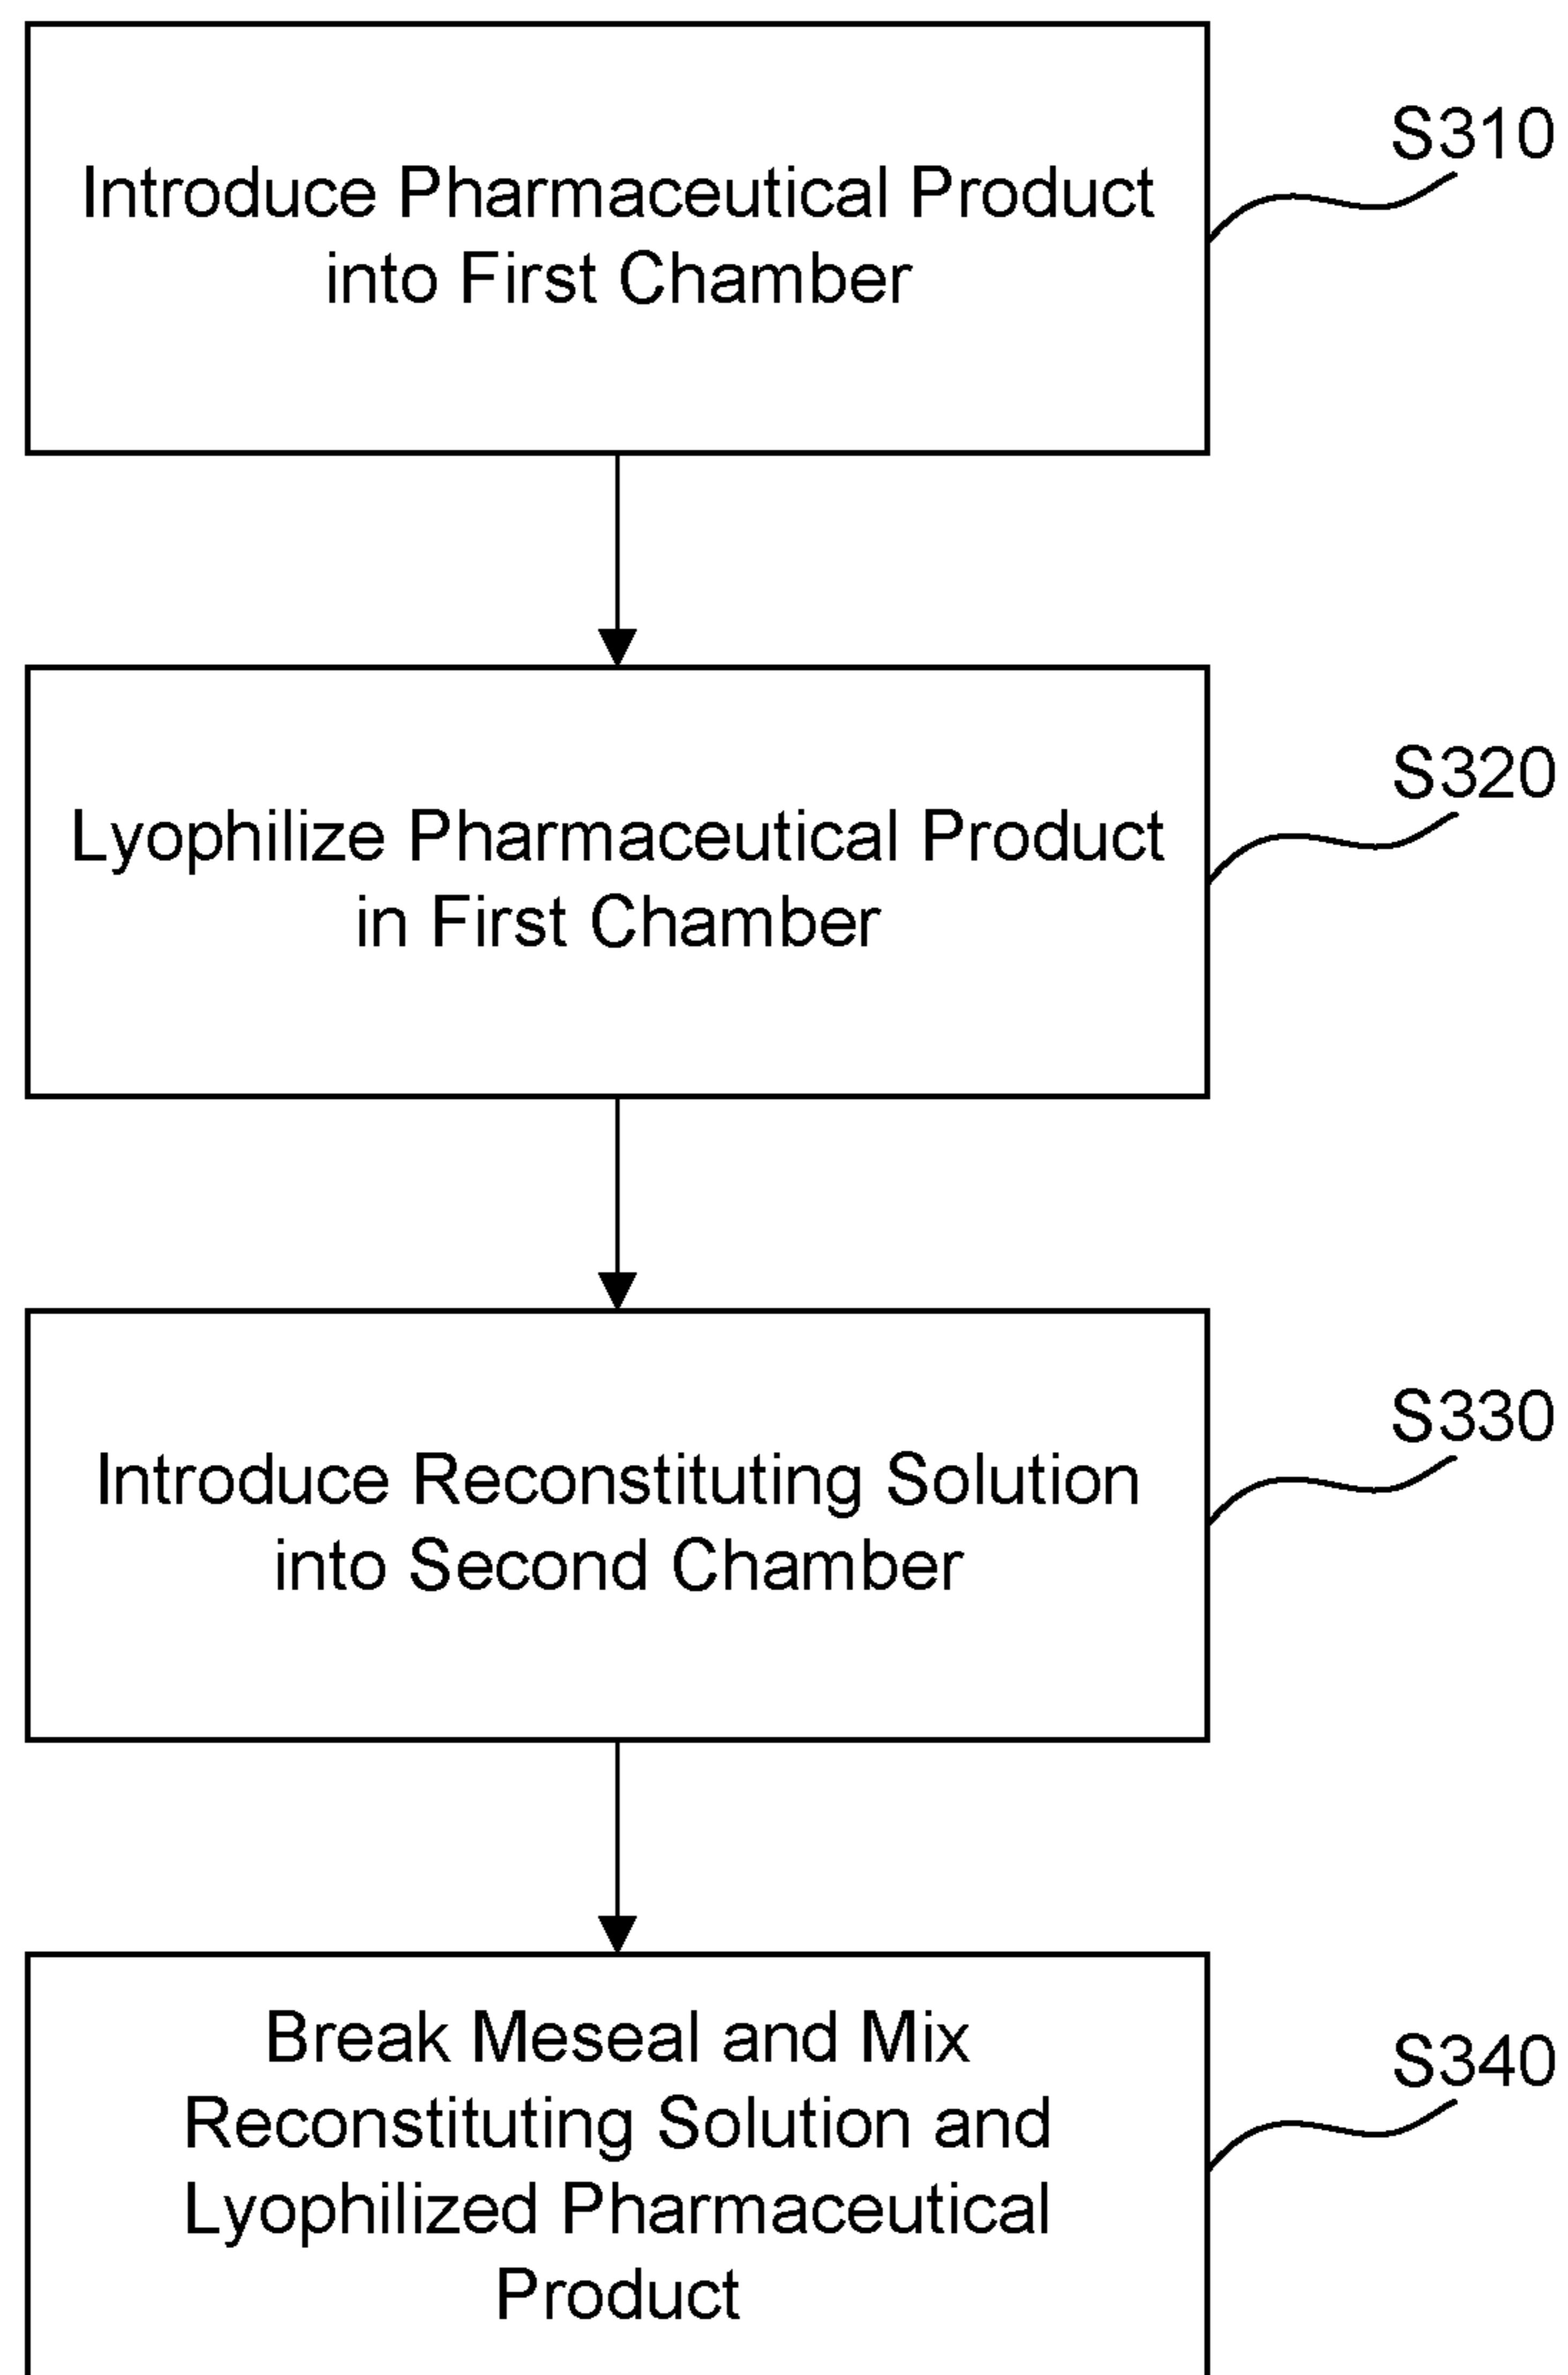 Introduce Pharmaceutical Product
into First Chamber
S310
Lyophilize Pharmaceutical Product
in First Chamber
S320
Introduce Reconstituting Solution
into Second Chamber
S330
Break Meseal and Mix
Reconstituting Solution and
Lyophilized Pharmaceutical
Product
S340